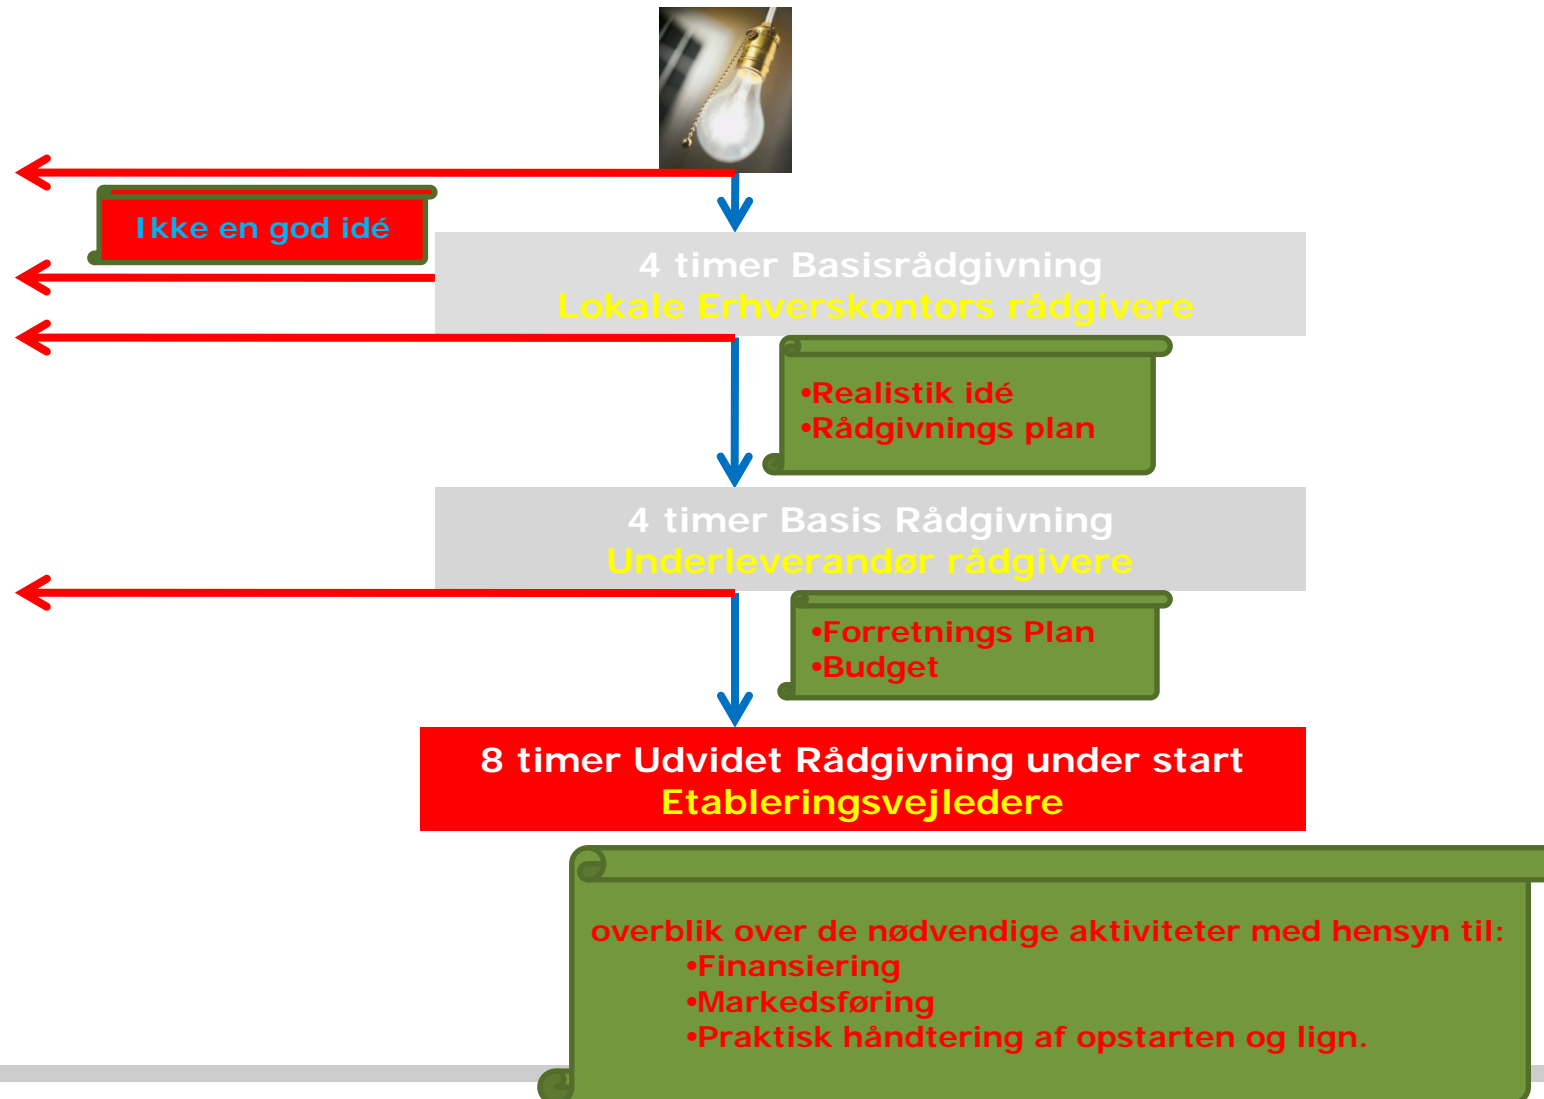 Ikke en god idé
4 timer Basisrådgivning
Lokale Erhverskontors rådgivere
•Realistik idé
•Rådgivnings plan
4 timer Basis Rådgivning
Underleverandør rådgivere
•Forretnings Plan
•Budget
8 timer Udvidet Rådgivning under start
Etableringsvejledere
overblik over de nødvendige aktiviteter med hensyn til:
•Finansiering
•Markedsføring
•Praktisk håndtering af opstarten og lign.